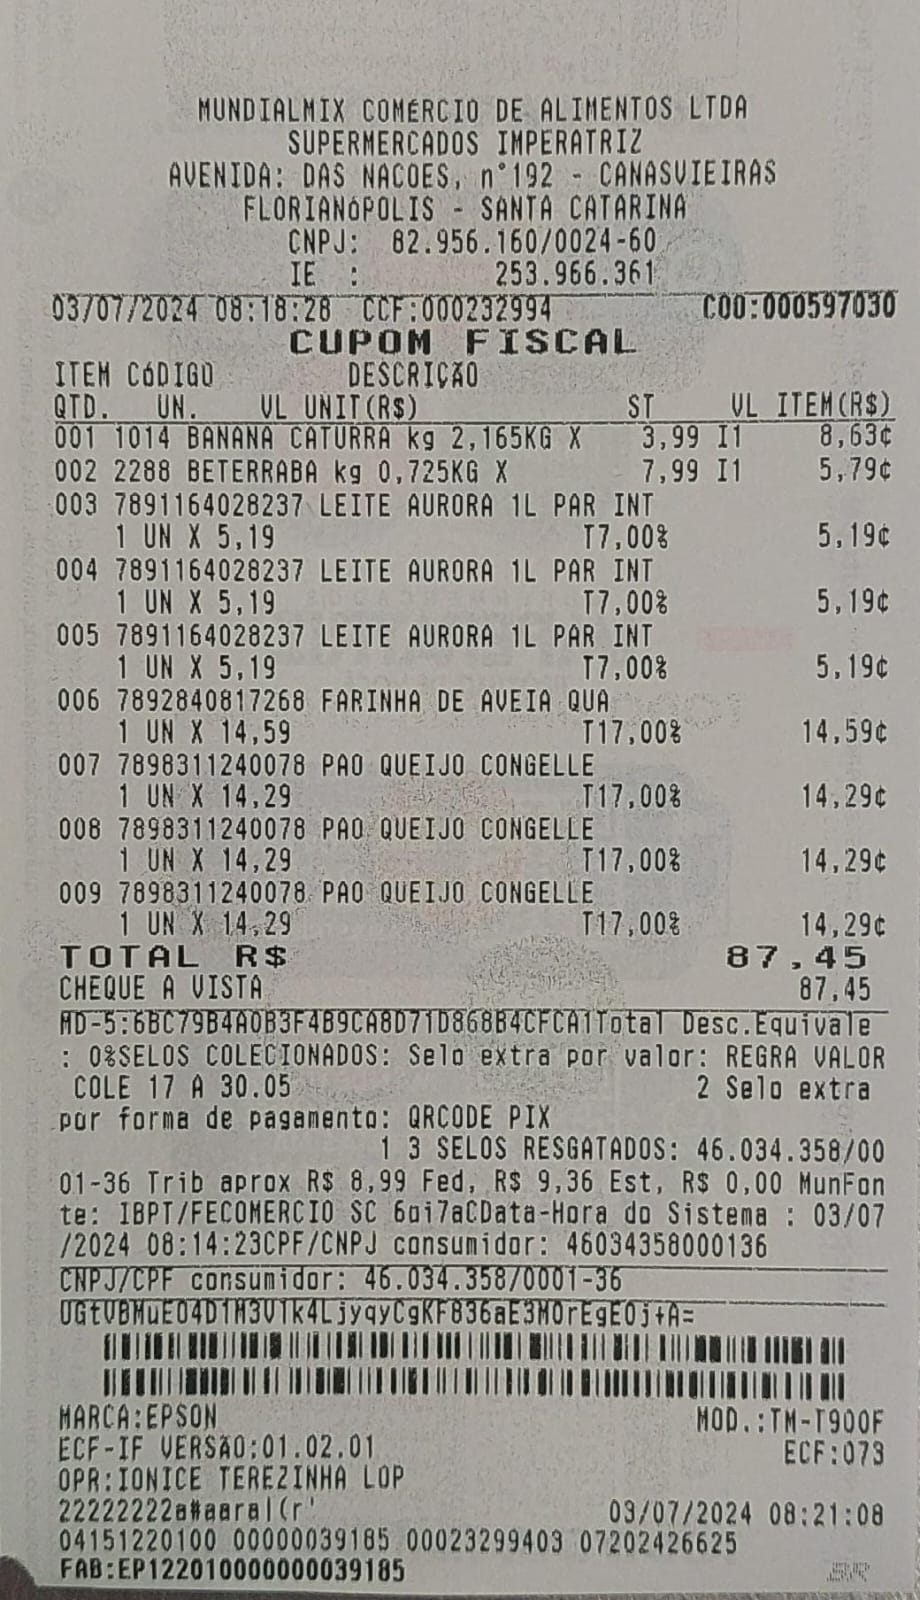 MUNDIALMIX COMÉRCIO DE ALIMENTOS LTDA
SUPERMERCADOS IMPERATRIZ
AVENIDA: DAS NACOES, n°192 - CANASVIEIRAS
FLORIANÓPOLIS - SANTA CATARINA
CNPJ: 82.956.160/0024-60
IE : 253.966.361
03/07/2024 08:18:28 CCF:000232994 COO:000597030
CUPOM FISCAL
ITEM CÓDIGO DESCRIÇÃO
QTD. UN. VL UNIT(R$) ST VL ITEM(R$)
001 1014 BANANA CATURRA kg 2,165KG X 3,99 I1 8,63¢
002 2288 BETERRABA kg 0,725KG X 7,99 I1 5,79¢
003 7891164028237 LEITE AURORA 1L PAR INT
1 UN X 5,19 T7,00% 5,19¢
004 7891164028237 LEITE AURORA 1L PAR INT
1 UN X 5,19 T7,00% 5,19¢
005 7891164028237 LEITE AURORA 1L PAR INT
1 UN X 5,19 T7,00% 5,19¢
006 7892840817268 FARINHA DE AVEIA QUA
1 UN X 14,59 T17,00% 14,59¢
007 7898311240078 PAO QUEIJO CONGELLE
1 UN X 14,29 T17,00% 14,29¢
008 7898311240078 PAO QUEIJO CONGELLE
1 UN X 14,29 T17,00% 14,29¢
009 7898311240078 PAO QUEIJO CONGELLE
1 UN X 14,29 T17,00% 14,29¢
TOTAL R$ 87,45
CHEQUE A VISTA 87,45
MD-5:6BC79B4A0B3F4B9CA8D71D868B4CFCA1Total Desc.Equivale
: 0%SELOS COLECIONADOS: Selo extra por valor: REGRA VALOR
COLE 17 A 30.05 2 Selo extra
por forma de pagamento: QRCODE PIX
1 3 SELOS RESGATADOS: 46.034.358/00
01-36 Trib aprox R$ 8,99 Fed, R$ 9,36 Est, R$ 0,00 MunFon
te: IBPT/FECOMERCIO SC 6oi7aCData-Hora do Sistema : 03/07
/2024 08:14:23CPF/CNPJ consumidor: 46034358000136
CNPJ/CPF consumidor: 46.034.358/0001-36
UGtVBMuEO4D1M3V1k4LjyqyCgKF836aE3MOrEgEOj+A=
MARCA:EPSON MOD.:TM-T900F
ECF-IF VERSÃO:01.02.01 ECF:073
OPR:IONICE TEREZINHA LOP
22222222a#aaral(r' 03/07/2024 08:21:08
04151220100 00000039185 00023299403 07202426625
FAB:EP122010000000039185